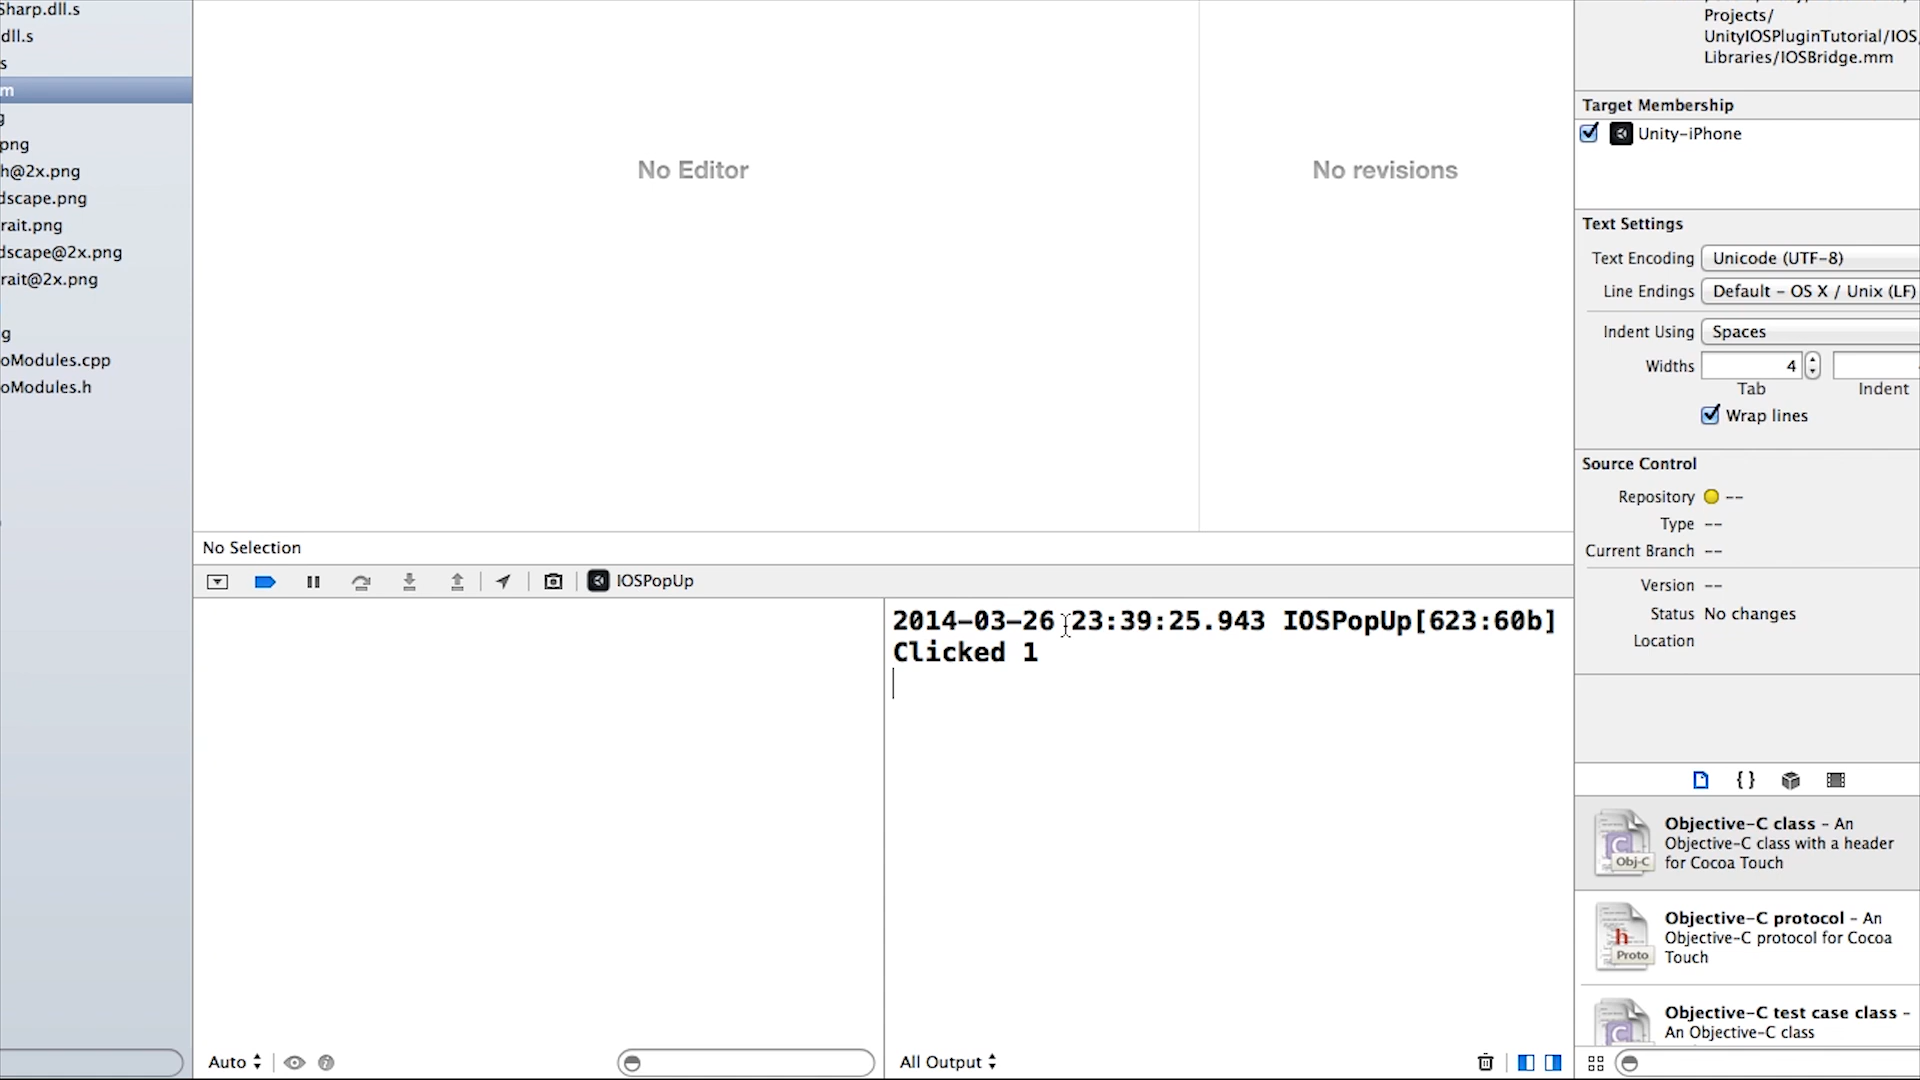 Sharp.dll.s
dll.s
s
m
g
png
h@2x.png
dscape.png
rait.png
dscape@2x.png
rait@2x.png
g
oModules.cpp
oModules.h
No Editor
No revisions
No Selection
IOSPopUp
2014-03-26 23:39:25.943 IOSPopUp[623:60b]
Clicked 1
Auto
All Output
Projects/
UnityIOSPluginTutorial/IOS
Libraries/IOSBridge.mm
Target Membership
Unity-iPhone
Text Settings
Text Encoding Unicode (UTF-8)
Line Endings Default - OS X / Unix (LF)
Indent Using Spaces
Widths 4
Tab Indent
Wrap lines
Source Control
Repository --
Type --
Current Branch --
Version --
Status No changes
Location
{ }
Objective-C class - An
Objective-C class with a header
for Cocoa Touch
Obj-C
Objective-C protocol - An
Objective-C protocol for Cocoa
Touch
h
Proto
Objective-C test case class -
An Objective-C class